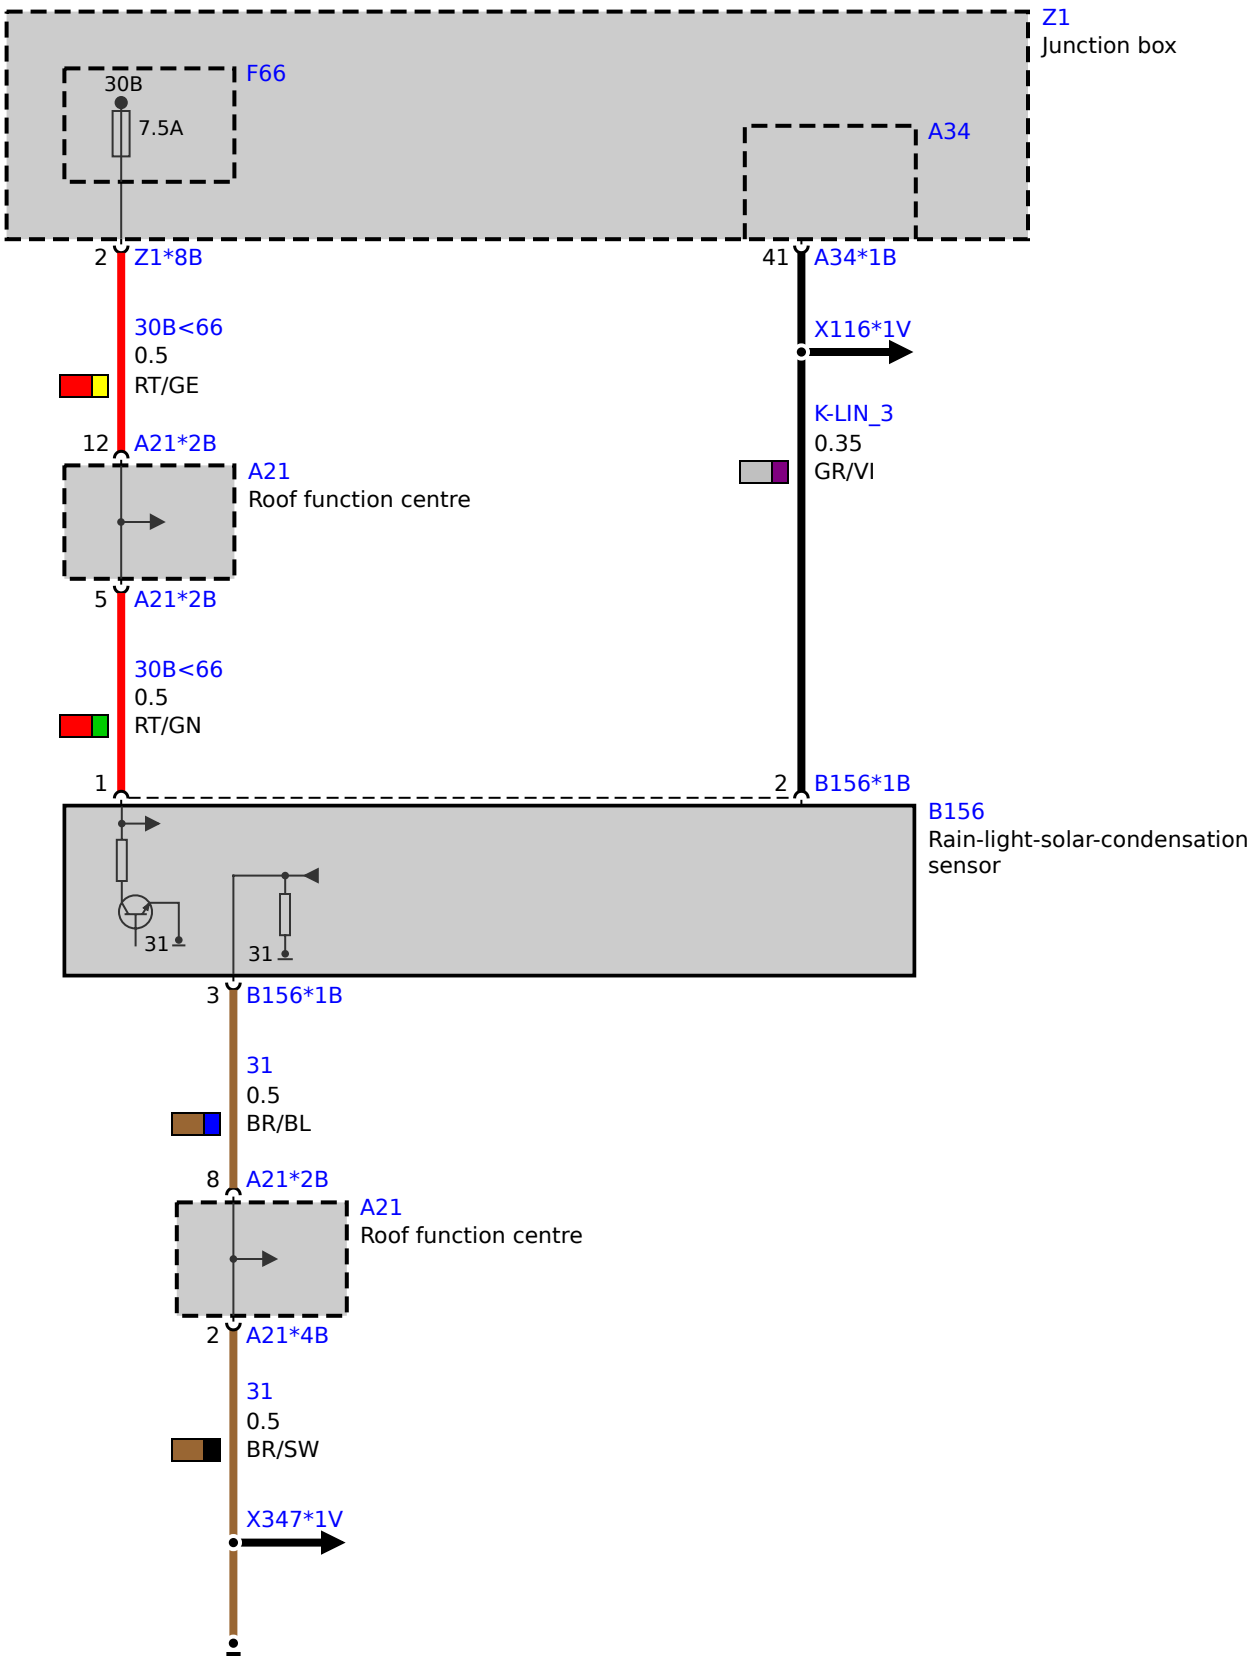 Z1
Junction box
F66
30B
7.5A
A34
2 Z1*8B
41 A34*1B
30B<66
0.5
RT/GE
X116*1V
K-LIN_3
0.35
GR/VI
12 A21*2B
A21
Roof function centre
5 A21*2B
30B<66
0.5
RT/GN
1
2 B156*1B
B156
Rain-light-solar-condensation
sensor
31
31
3 B156*1B
31
0.5
BR/BL
8 A21*2B
A21
Roof function centre
2 A21*4B
31
0.5
BR/SW
X347*1V